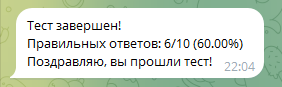 Тест завершен!
Правильных ответов: 6/10 (60.00%)
Поздравляю, вы прошли тест!
22:04